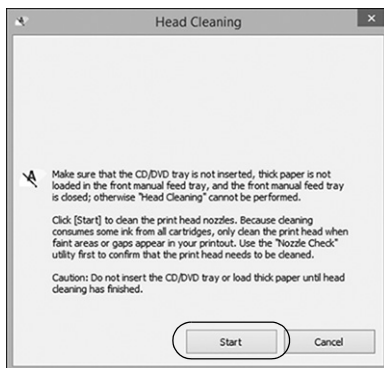 Head Cleaning
Make sure that the CD/DVD tray is not inserted, thick paper is not
loaded in the front manual feed tray, and the front manual feed tray
is closed; otherwise "Head Cleaning" cannot be performed.
Click [Start] to clean the print head nozzles. Because cleaning
consumes some ink from all cartridges, only clean the print head when
faint areas or gaps appear in your printout. Use the "Nozzle Check"
utility first to confirm that the print head needs to be cleaned.
Caution: Do not insert the CD/DVD tray or load thick paper until head
cleaning has finished.
Start
Cancel